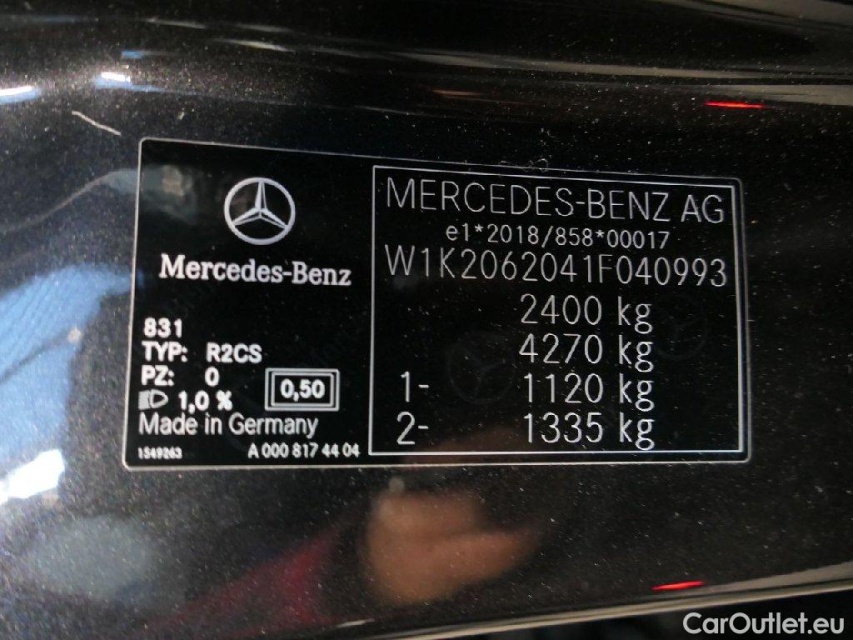 Mercedes-Benz
831
TYP: R2CS
PZ: 0
1,0 %
0,50
Made in Germany
1549263
A 000 817 44 04
MERCEDES-BENZ AG
e1*2018/858*00017
W1K2062041F040993
2400 kg
4270 kg
1- 1120 kg
2- 1335 kg
CarOutlet.eu